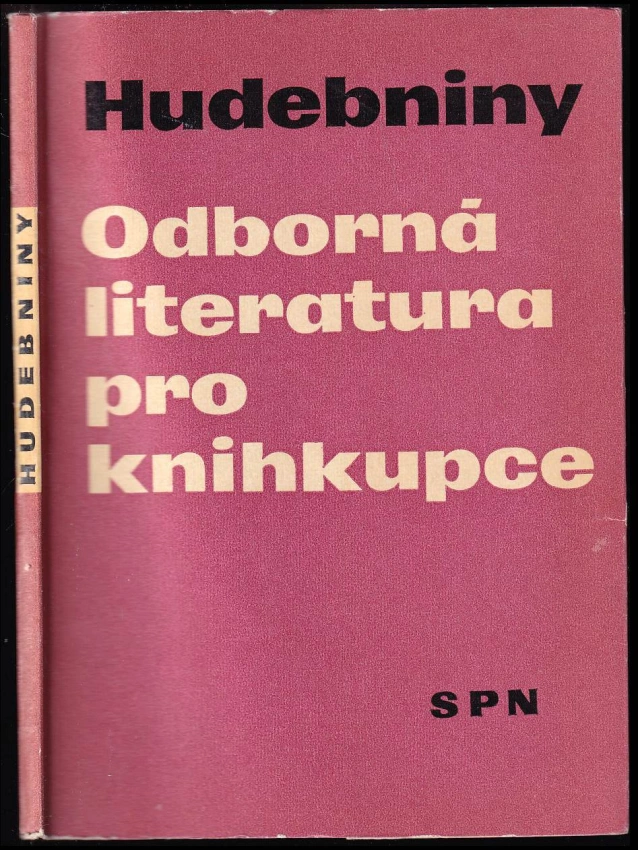 Hudebniny
Odborná
literatura
pro
knihkupce
SPN
HUDEBNINY